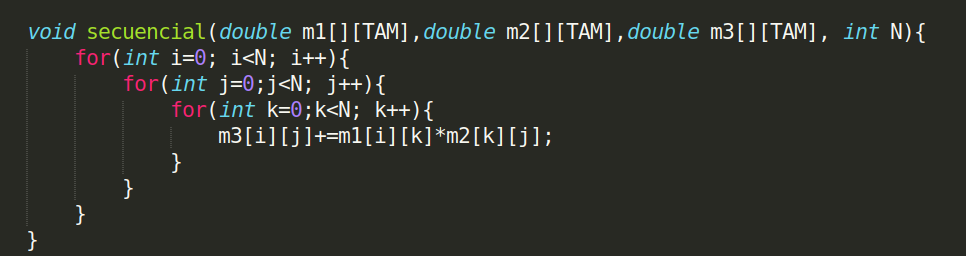 void secuencial(double m1[][TAM],double m2[][TAM],double m3[][TAM], int N){
    for(int i=0; i<N; i++){
        for(int j=0;j<N; j++){
            for(int k=0;k<N; k++){
                m3[i][j]+=m1[i][k]*m2[k][j];
            }
        }
    }
}